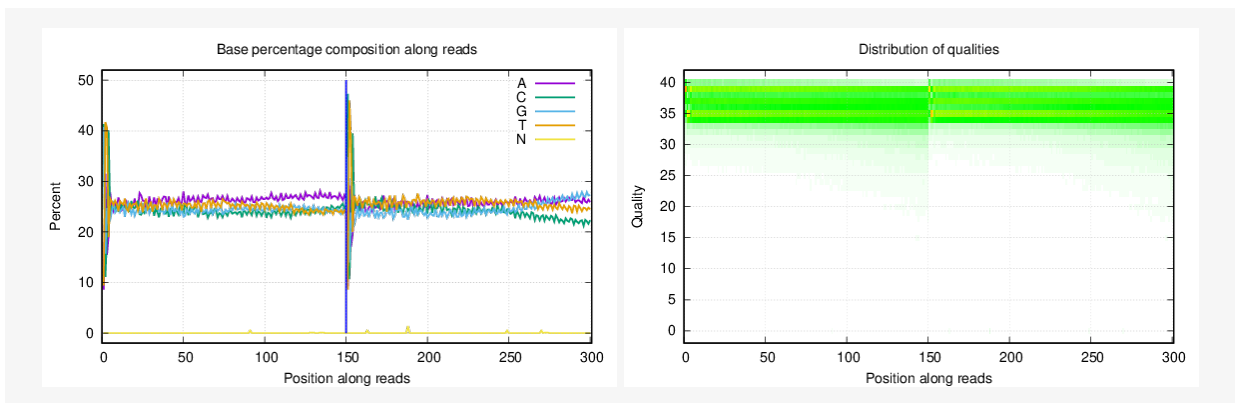 Base percentage composition along reads
A
C
G
T
N
50
40
30
20
10
0
Percent
0 50 100 150 200 250 300
Position along reads
Distribution of qualities
40
35
30
25
20
15
10
5
0
Quality
0 50 100 150 200 250 300
Position along reads